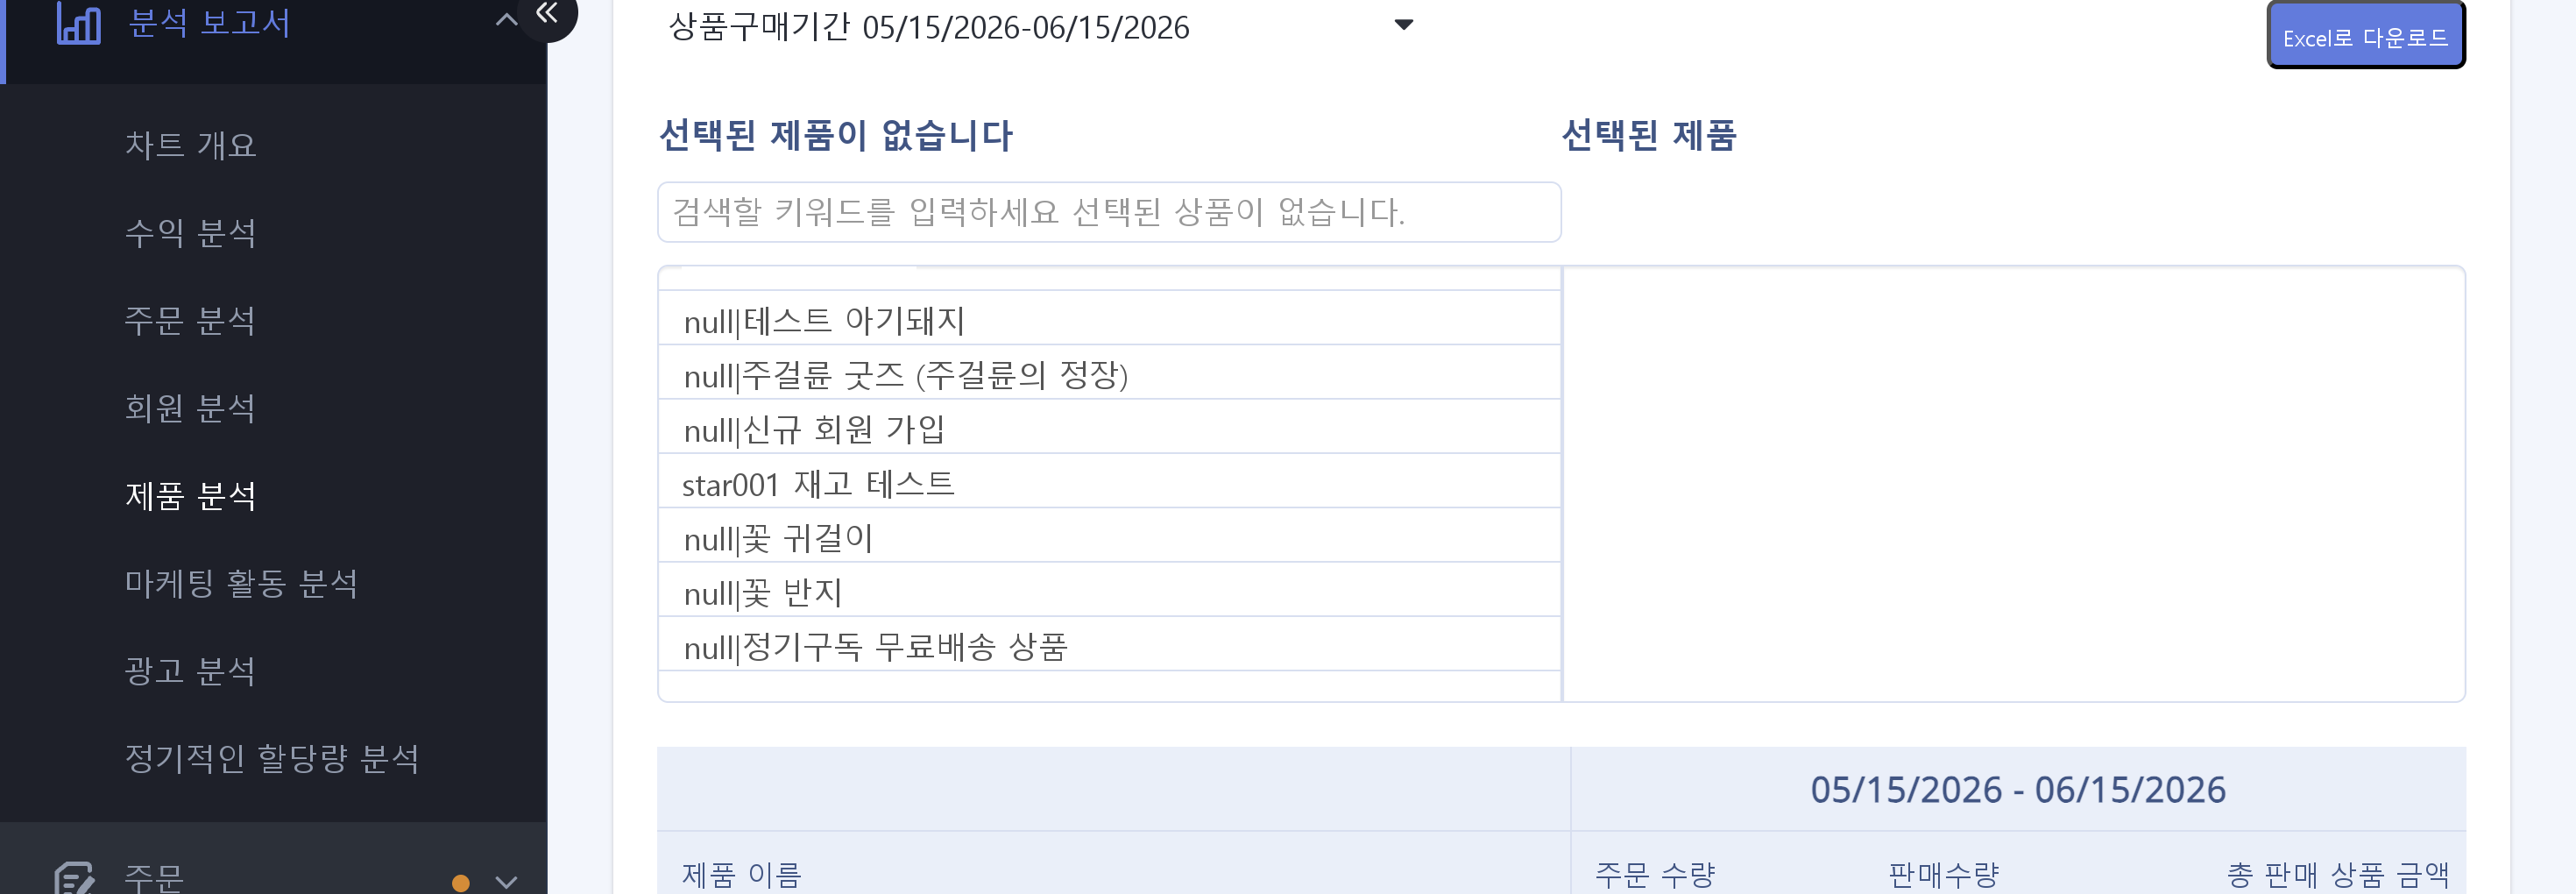 분석 보고서
차트 개요
수익 분석
주문 분석
회원 분석
제품 분석
마케팅 활동 분석
광고 분석
정기적인 할당량 분석
주문
상품구매기간 05/15/2026-06/15/2026
Excel로 다운로드
선택된 제품이 없습니다
선택된 제품
검색할 키워드를 입력하세요 선택된 상품이 없습니다.
null|테스트 아기돼지
null|주걸륜 굿즈 (주걸륜의 정장)
null|신규 회원 가입
star001 재고 테스트
null|꽃 귀걸이
null|꽃 반지
null|정기구독 무료배송 상품
05/15/2026 - 06/15/2026
제품 이름
주문 수량
판매수량
총 판매 상품 금액